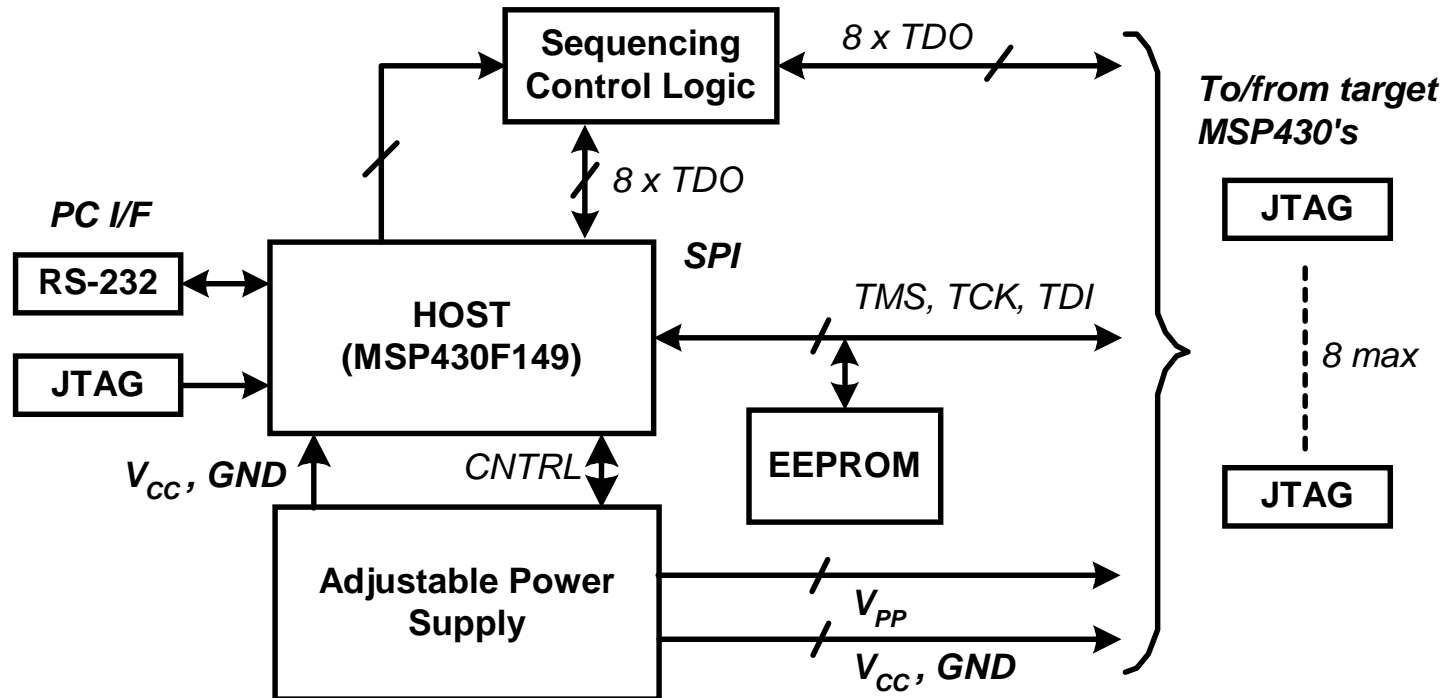 Sequencing
Control Logic
8 x TDO
To/from target
MSP430's
8 x TDO
PC I/F
JTAG
SPI
RS-232
TMS, TCK, TDI
HOST
(MSP430F149)
8 max
JTAG
EEPROM
VCC, GND
CNTRL
JTAG
Adjustable Power
Supply
VPP
VCC, GND